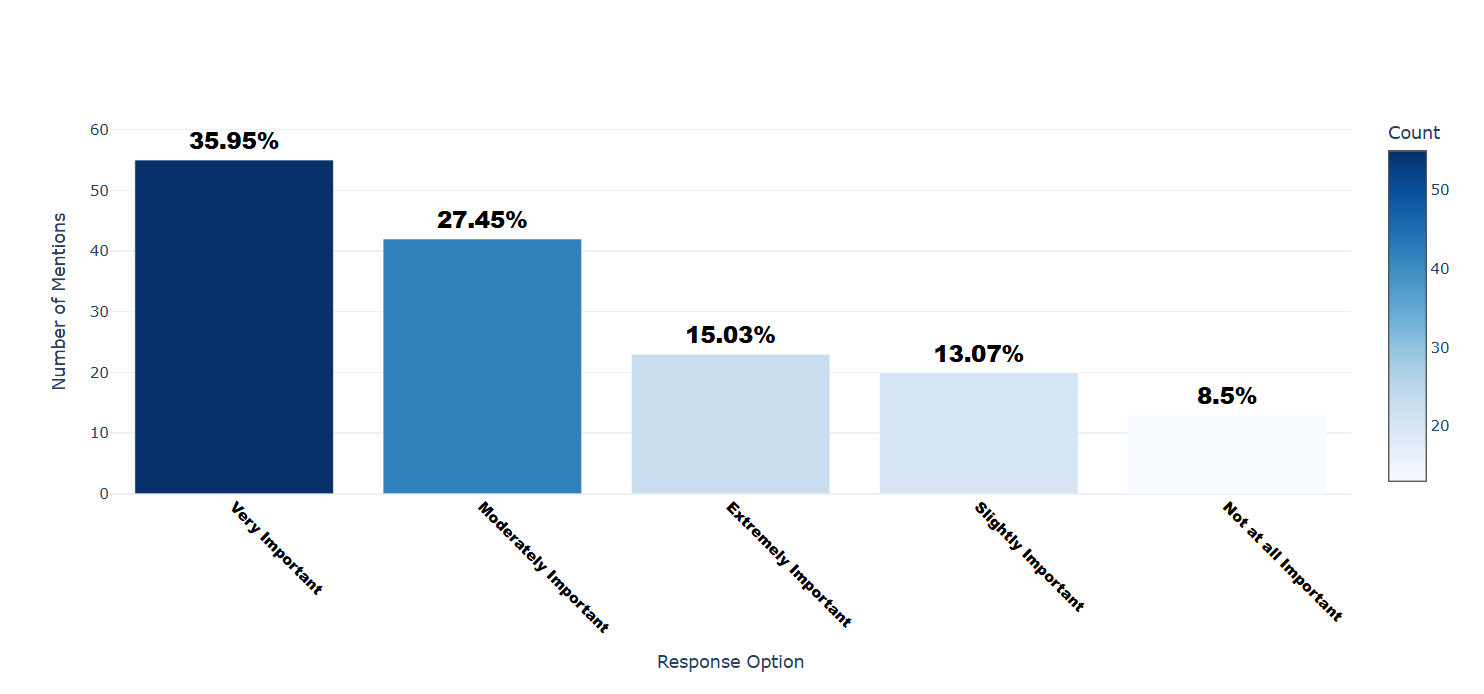 60
50
40
30
20
10
0
Number of Mentions
35.95%
27.45%
15.03%
13.07%
8.5%
Very Important
Moderately Important
Extremely Important
Slightly Important
Not at all Important
Response Option
Count
50
40
30
20